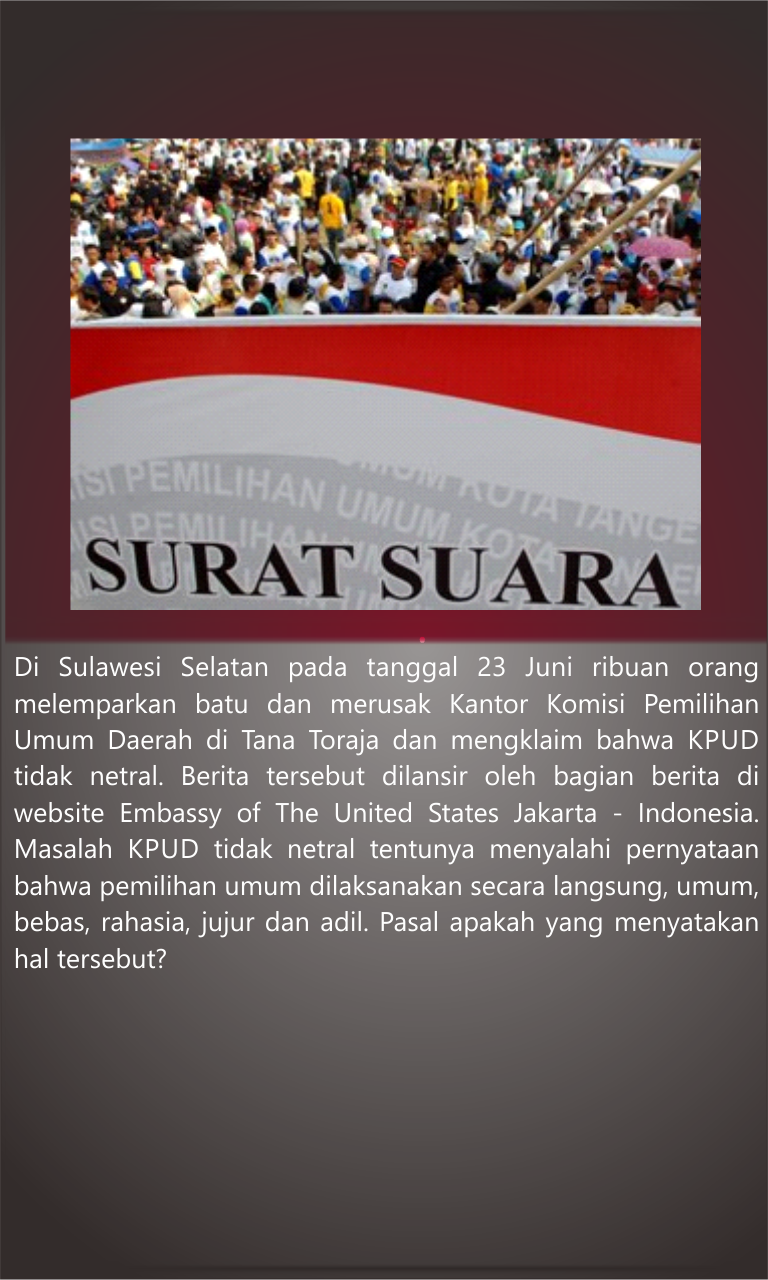 UMUM KOTA TANGE
ISI PEMILIHAN UMUM KOTA
ISI PEMILIHAN UM
SURAT SUARA
Di Sulawesi Selatan pada tanggal 23 Juni ribuan orang
melemparkan batu dan merusak Kantor Komisi Pemilihan
Umum Daerah di Tana Toraja dan mengklaim bahwa KPUD
tidak netral. Berita tersebut dilansir oleh bagian berita di
website Embassy of The United States Jakarta - Indonesia.
Masalah KPUD tidak netral tentunya menyalahi pernyataan
bahwa pemilihan umum dilaksanakan secara langsung, umum,
bebas, rahasia, jujur dan adil. Pasal apakah yang menyatakan
hal tersebut?